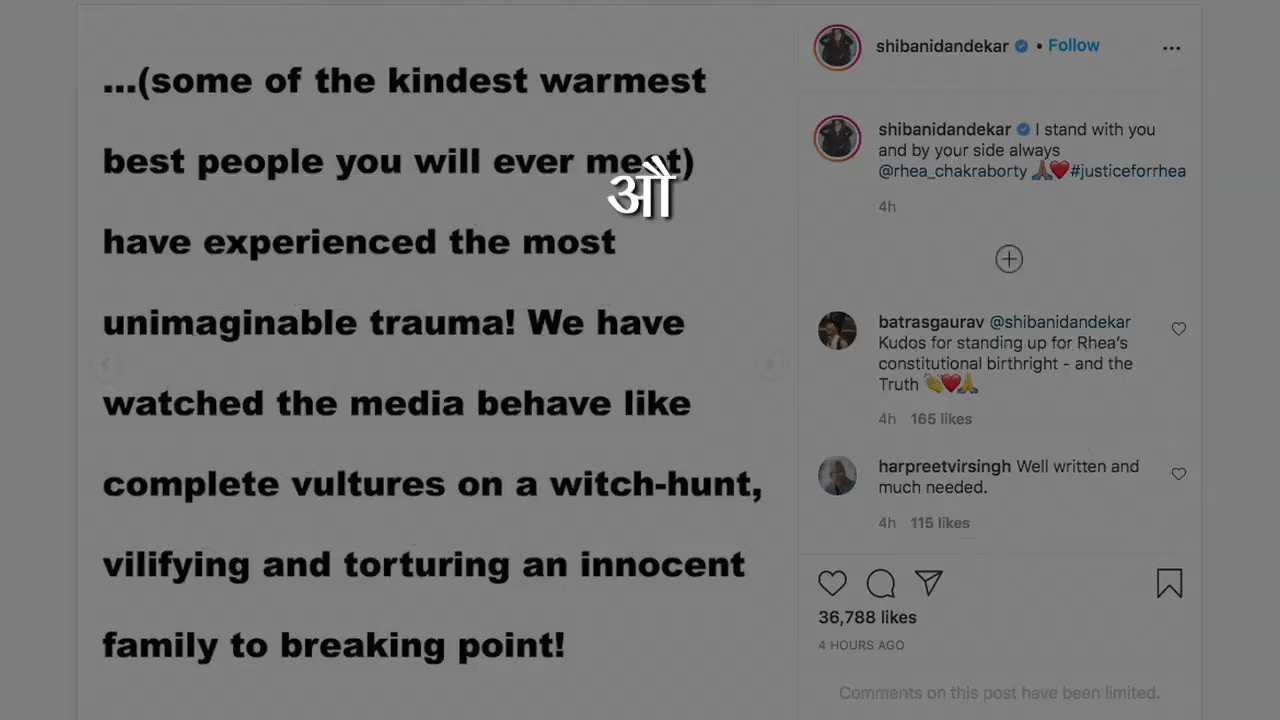 ...(some of the kindest warmest
best people you will ever meet)
औ
have experienced the most
unimaginable trauma! We have
watched the media behave like
complete vultures on a witch-hunt,
vilifying and torturing an innocent
family to breaking point!
shibanidandekar • Follow
shibanidandekar I stand with you
and by your side always
@rhea_chakraborty 🙏🏽❤️#justiceforrhea
4h
batrasgaurav @shibanidandekar
Kudos for standing up for Rhea's
constitutional birthright - and the
Truth 👏❤️🙏
4h 165 likes
harpreetvirsingh Well written and
much needed.
4h 115 likes
36,788 likes
4 HOURS AGO
Comments on this post have been limited.